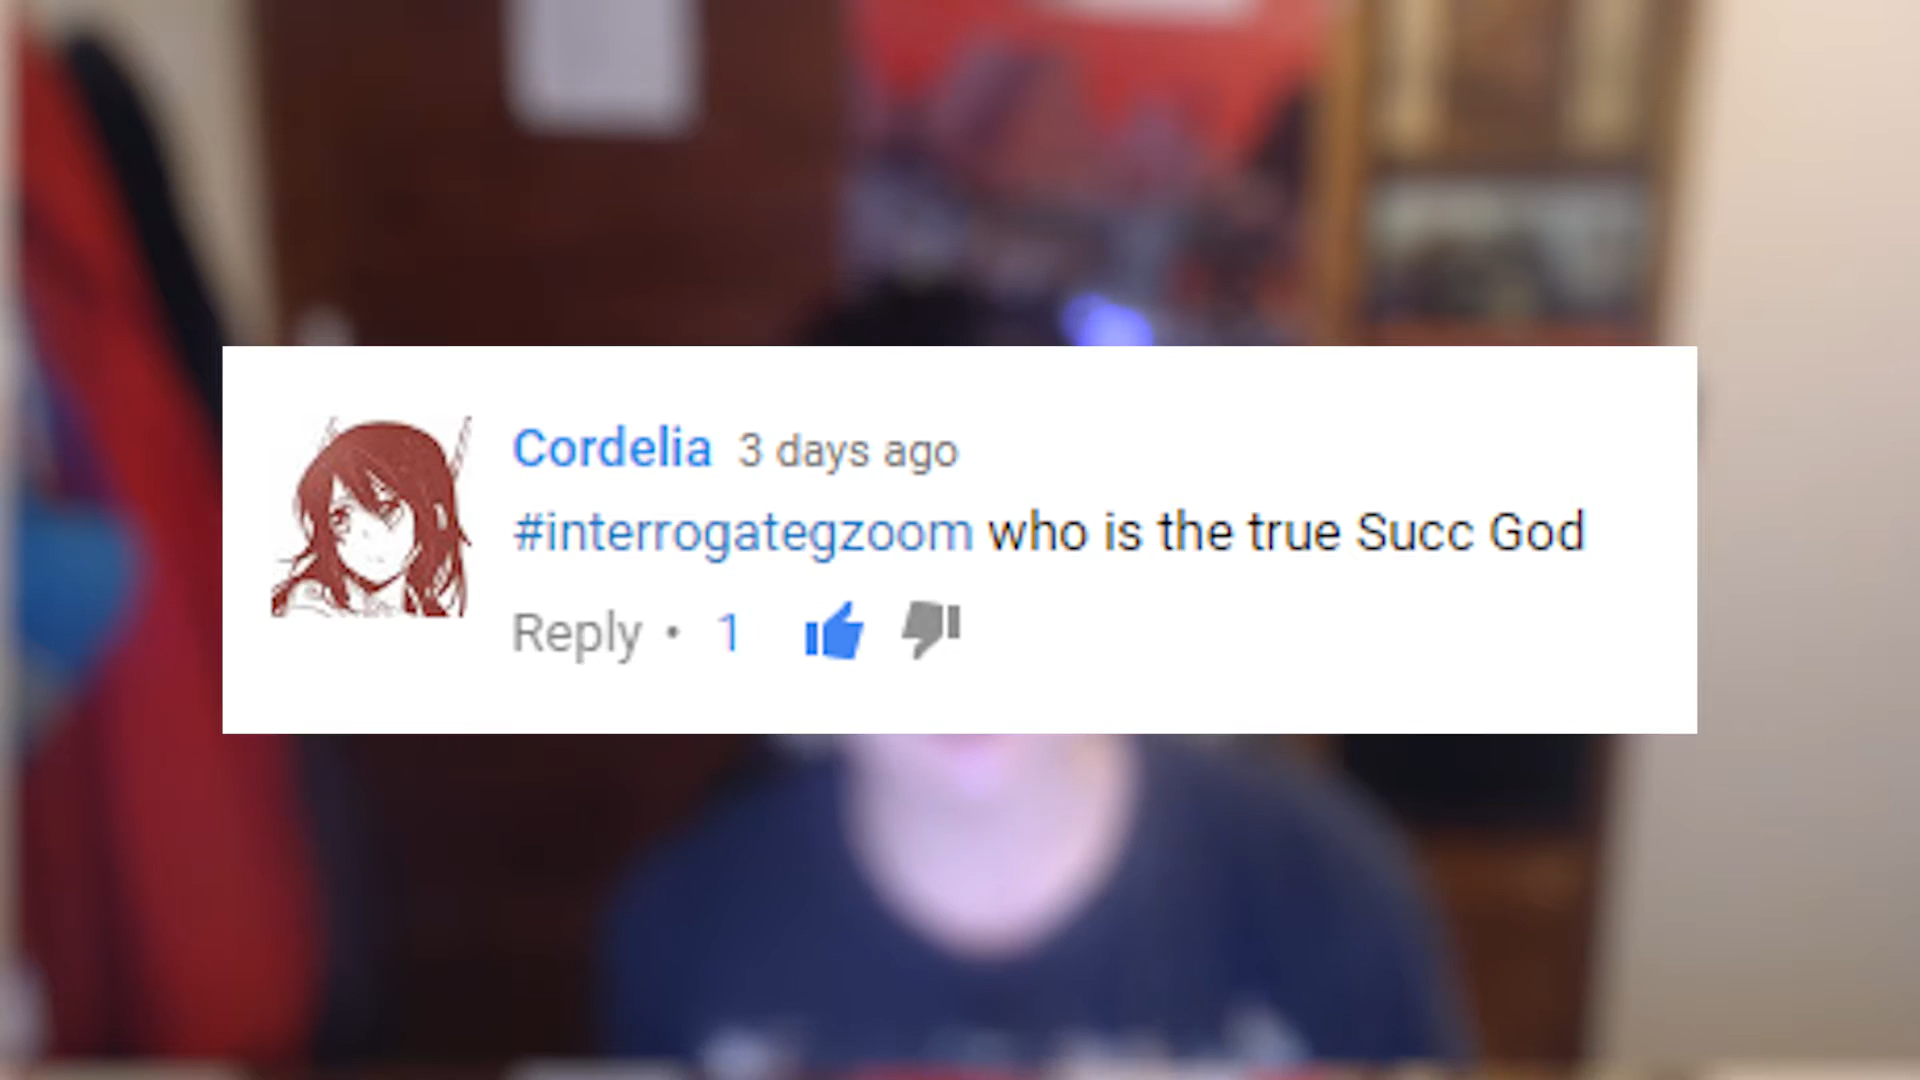 Cordelia 3 days ago
#interrogategzoom who is the true Succ God
Reply • 1